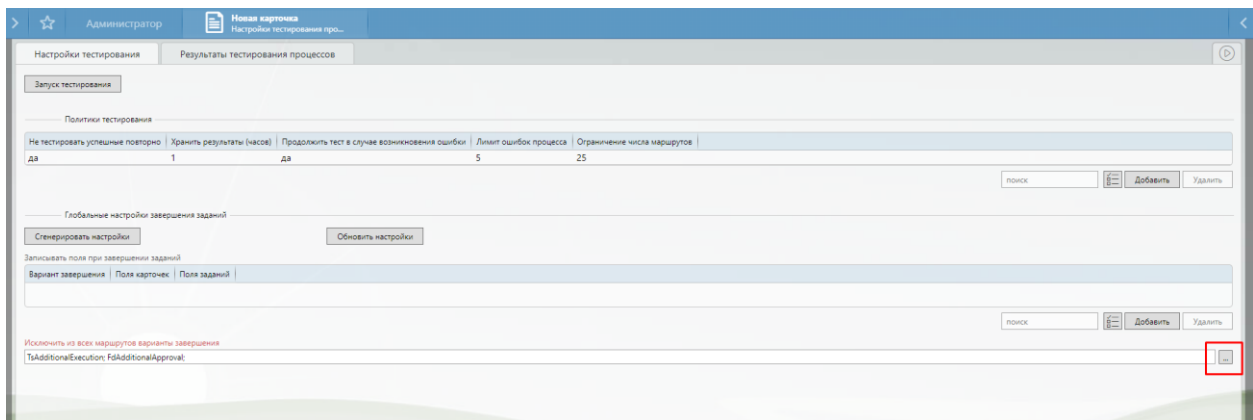 Администратор
Новая карточка
Настройки тестирования про...
Настройки тестирования
Результаты тестирования процессов
Запуск тестирования
Политики тестирования
Не тестировать успешные повторно Хранить результаты (часов) Продолжить тест в случае возникновения ошибки Лимит ошибок процесса Ограничение числа маршрутов
да 1 да 5 25
поиск Добавить Удалить
Глобальные настройки завершения заданий
Сгенерировать настройки Обновить настройки
Записывать поля при завершении заданий
Вариант завершения Поля карточек Поля заданий
поиск Добавить Удалить
Исключить из всех маршрутов варианты завершения
TsAdditionalExecution; FdAdditionalApproval;
...